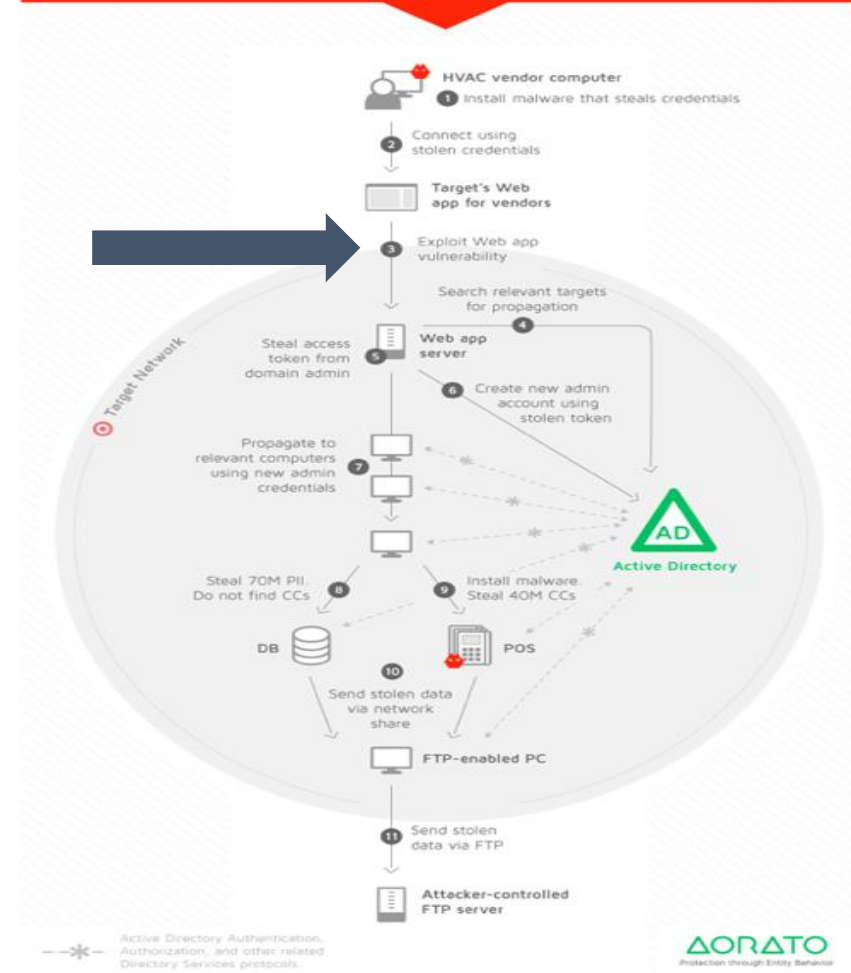 HVAC vendor computer
1 Install malware that steals credentials
2 Connect using
stolen credentials
Target's Web
app for vendors
3 Exploit Web app
vulnerability
Search relevant targets
for propagation
4
Target Network
Steal access
token from
domain admin
5
Web app
server
6 Create new admin
account using
stolen token
Propagate to
relevant computers
using new admin
credentials
7
AD
Active Directory
Steal 70M PII.
Do not find CCs
8
9
Install malware.
Steal 40M CCs
DB
POS
10
Send stolen data
via network
share
FTP-enabled PC
11 Send stolen
data via FTP
Attacker-controlled
FTP server
Active Directory Authentication,
Authorization, and other related
Directory Services protocols.
AORATO
Protection through Entity Behavior